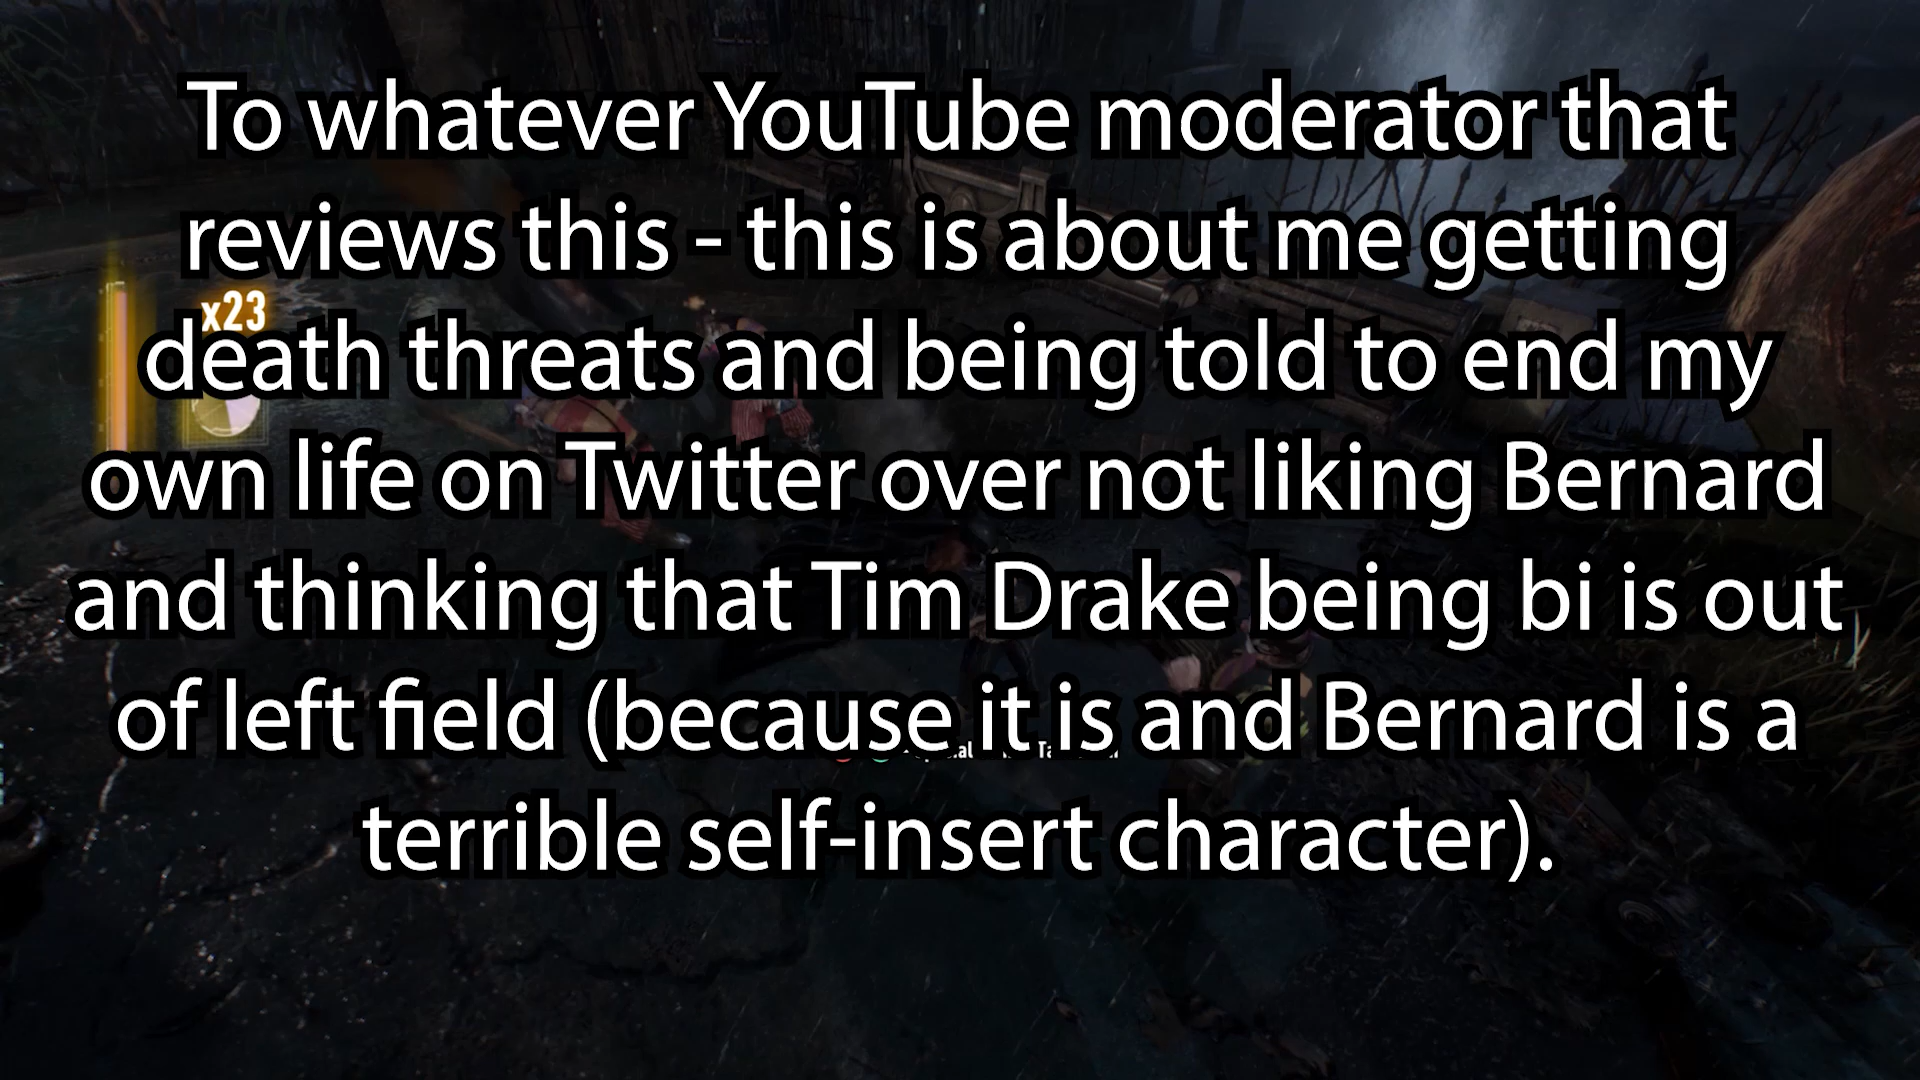 To whatever YouTube moderator that
reviews this - this is about me getting
x23
death threats and being told to end my
own life on Twitter over not liking Bernard
and thinking that Tim Drake being bi is out
of left field (because it is and Bernard is a
terrible self-insert character).